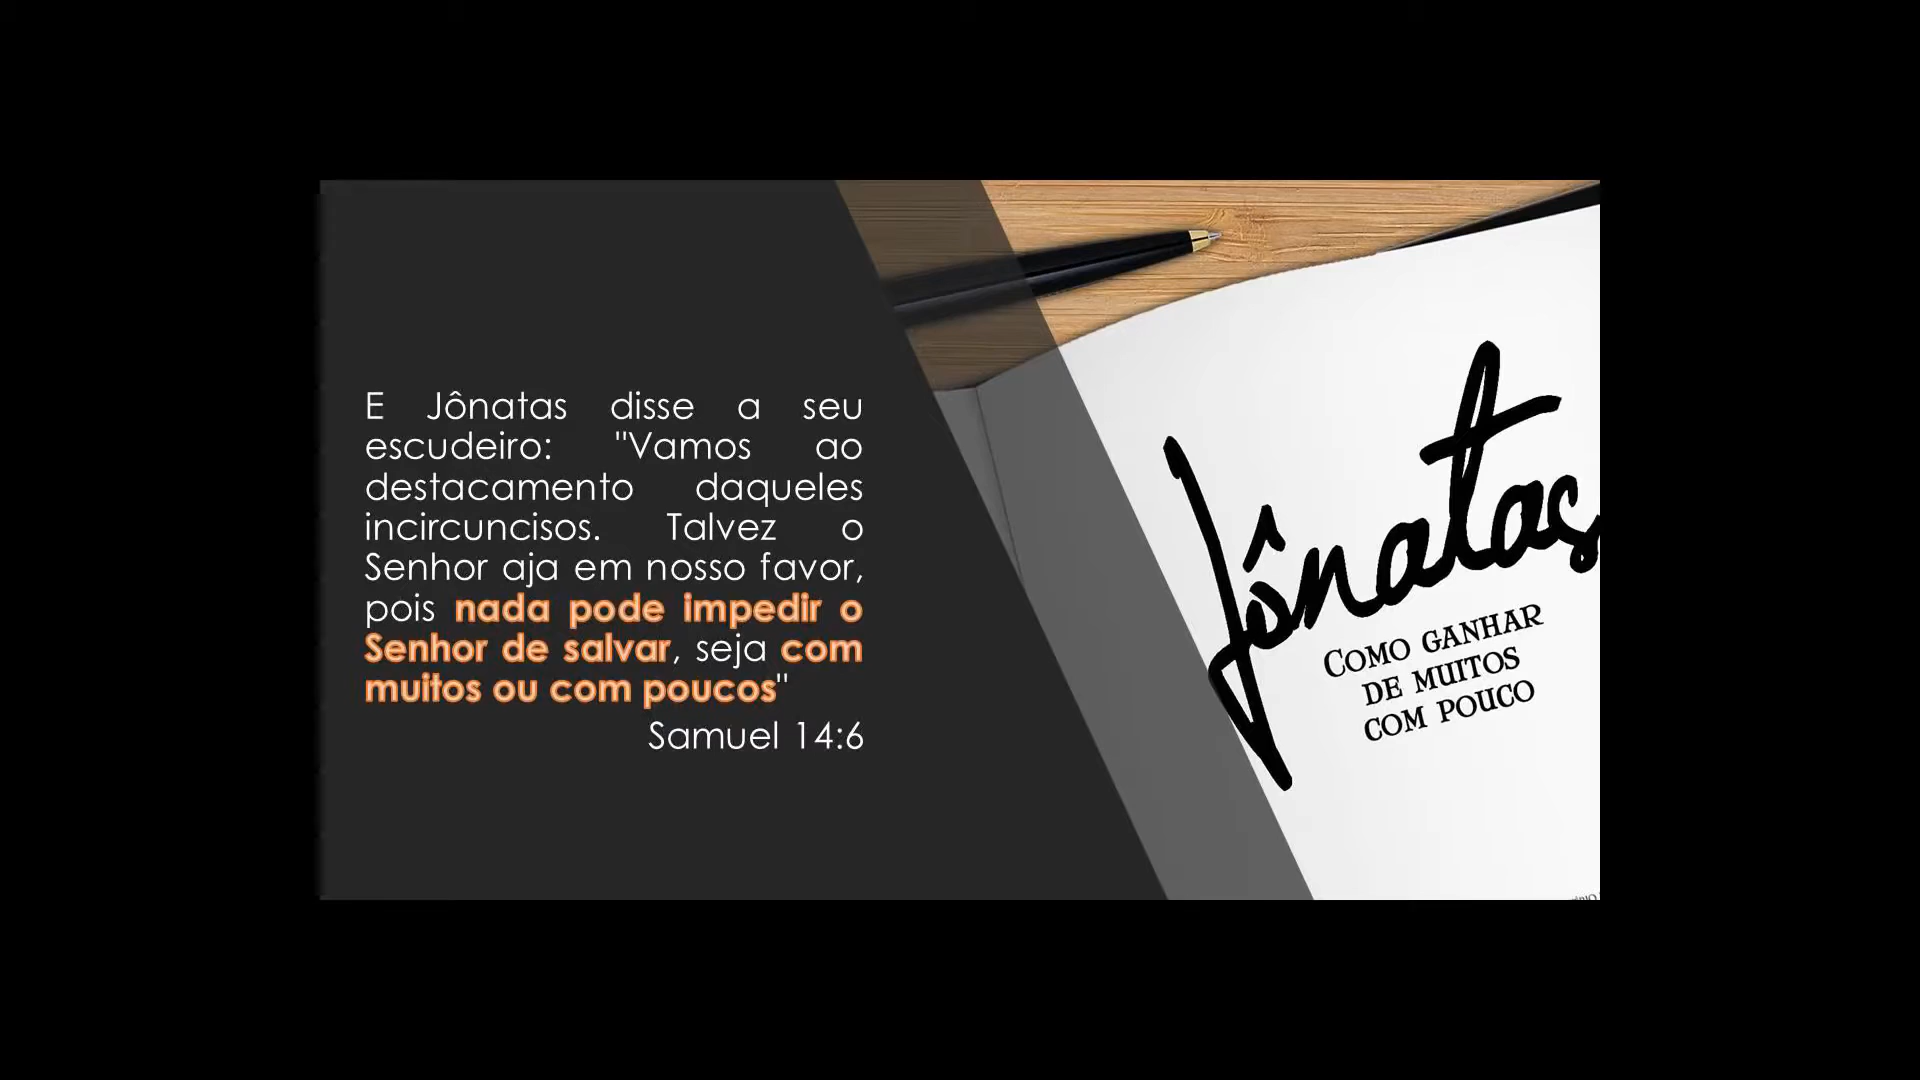 E Jônatas disse a seu
escudeiro: "Vamos ao
destacamento daqueles
incircuncisos. Talvez o
Senhor aja em nosso favor,
pois nada pode impedir o
Senhor de salvar, seja com
muitos ou com poucos"
Samuel 14:6
Jônatas
COMO GANHAR
DE MUITOS
COM POUCO